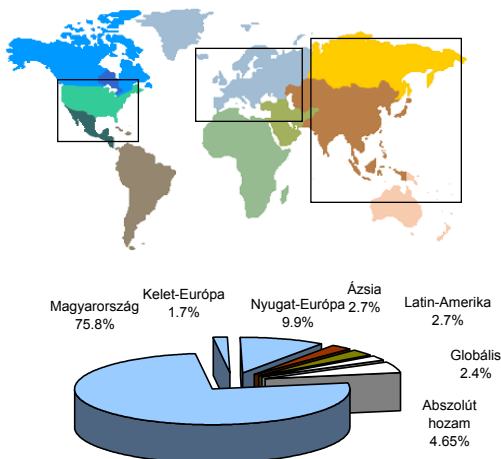 Magyarország
75.8%
Kelet-Európa
1.7%
Nyugat-Európa
9.9%
Ázsia
2.7%
Latin-Amerika
2.7%
Globális
2.4%
Abszolút
hozam
4.65%